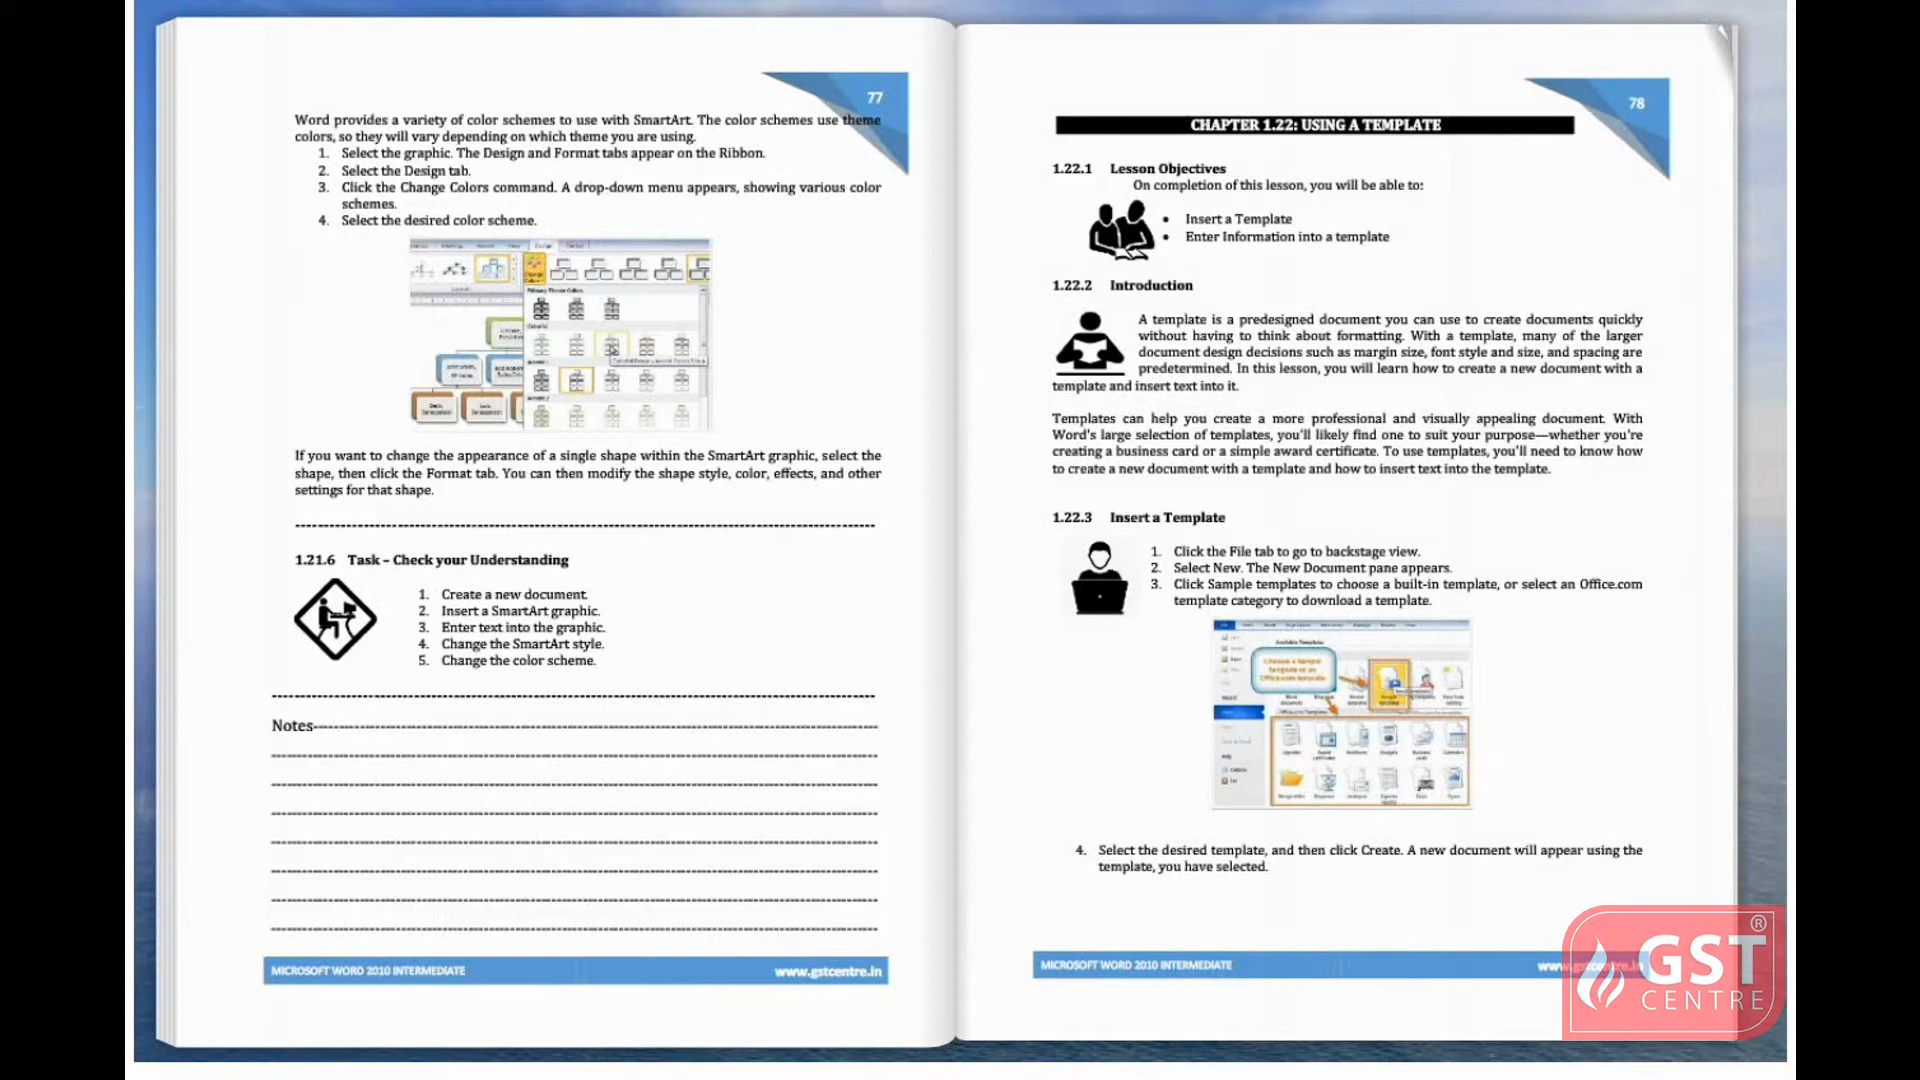 77
Word provides a variety of color schemes to use with SmartArt. The color schemes use theme
colors, so they will vary depending on which theme you are using.
1. Select the graphic. The Design and Format tabs appear on the Ribbon.
2. Select the Design tab.
3. Click the Change Colors command. A drop-down menu appears, showing various color
schemes.
4. Select the desired color scheme.
If you want to change the appearance of a single shape within the SmartArt graphic, select the
shape, then click the Format tab. You can then modify the shape style, color, effects, and other
settings for that shape.
1.21.6 Task – Check your Understanding
1. Create a new document.
2. Insert a SmartArt graphic.
3. Enter text into the graphic.
4. Change the SmartArt style.
5. Change the color scheme.
Notes
MICROSOFT WORD 2010 INTERMEDIATE www.gstcentre.in
78
CHAPTER 1.22: USING A TEMPLATE
1.22.1 Lesson Objectives
On completion of this lesson, you will be able to:
• Insert a Template
• Enter Information into a template
1.22.2 Introduction
A template is a predesigned document you can use to create documents quickly
without having to think about formatting. With a template, many of the larger
document design decisions such as margin size, font style and size, and spacing are
predetermined. In this lesson, you will learn how to create a new document with a
template and insert text into it.
Templates can help you create a more professional and visually appealing document. With
Word's large selection of templates, you'll likely find one to suit your purpose—whether you're
creating a business card or a simple award certificate. To use templates, you'll need to know how
to create a new document with a template and how to insert text into the template.
1.22.3 Insert a Template
1. Click the File tab to go to backstage view.
2. Select New. The New Document pane appears.
3. Click Sample templates to choose a built-in template, or select an Office.com
template category to download a template.
Available Templates
Choose a sample
template or an
Office.com template
4. Select the desired template, and then click Create. A new document will appear using the
template, you have selected.
MICROSOFT WORD 2010 INTERMEDIATE www.gstcentre.in
GST®
CENTRE